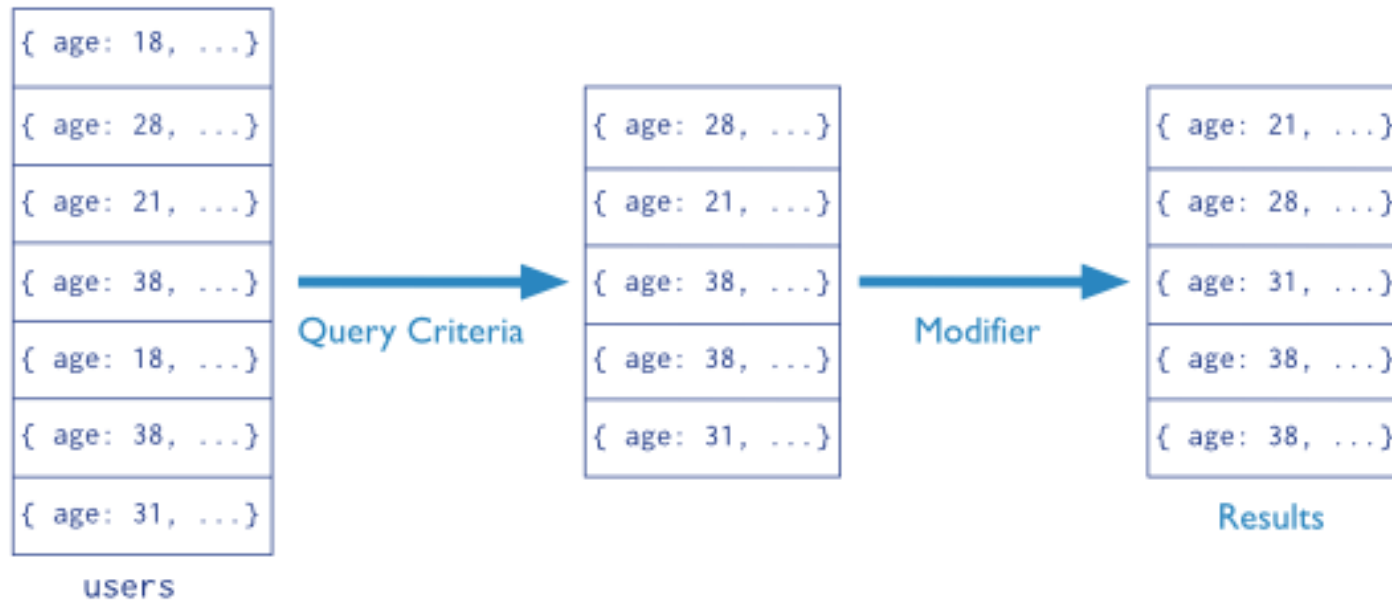 { age: 18, ...}
{ age: 28, ...}
{ age: 21, ...}
{ age: 38, ...}
{ age: 18, ...}
{ age: 38, ...}
{ age: 31, ...}
users
Query Criteria
{ age: 28, ...}
{ age: 21, ...}
{ age: 38, ...}
{ age: 38, ...}
{ age: 31, ...}
Modifier
{ age: 21, ...}
{ age: 28, ...}
{ age: 31, ...}
{ age: 38, ...}
{ age: 38, ...}
Results